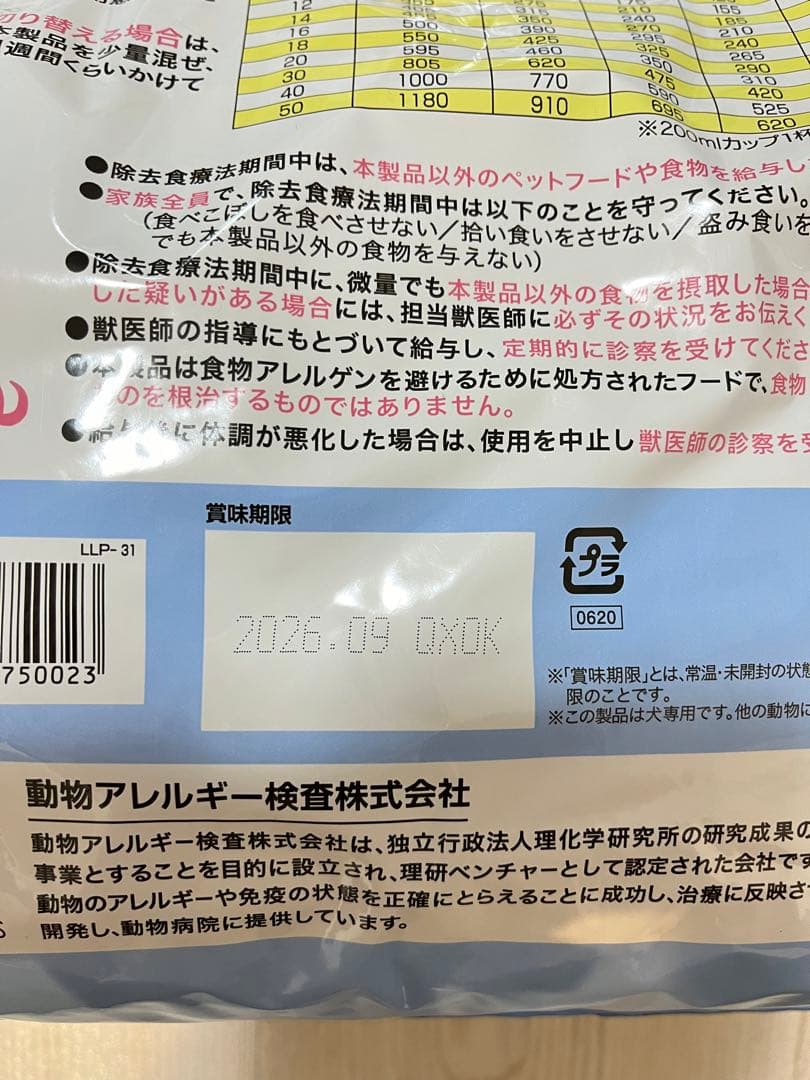 り替える場合は、
本製品を少量混ぜ、
週間くらいかけて
12
14 500 350 240 185
16 550 390 270 210
18 595 425 295 240
20 805 460 325 265
30 1000 620 350 290
40 1180 770 475 310
50 910 590 420
695 525
620
※200mlカップ1杯
●除去食療法期間中は、本製品以外のペットフードや食物を給与し
●家族全員で、除去食療法期間中は以下のことを守ってください。
(食べこぼしを食べさせない/拾い食いをさせない/盗み食いを
でも本製品以外の食物を与えない)
●除去食療法期間中に、微量でも本製品以外の食物を摂取した場合
した疑いがある場合には、担当獣医師に必ずその状況をお伝えく
●獣医師の指導にもとづいて給与し、定期的に診察を受けてくださ
●本製品は食物アレルゲンを避けるために処方されたフードで、食物
ものを根治するものではありません。
●給与後に体調が悪化した場合は、使用を中止し獣医師の診察を受
賞味期限
LLP-31
プラ
0620
2026.09 QX0K
750023
※「賞味期限」とは、常温・未開封の状態
限のことです。
※この製品は犬専用です。他の動物に
動物アレルギー検査株式会社
動物アレルギー検査株式会社は、独立行政法人理化学研究所の研究成果の
事業とすることを目的に設立され、理研ベンチャーとして認定された会社です
動物のアレルギーや免疫の状態を正確にとらえることに成功し、治療に反映さ
開発し、動物病院に提供しています。